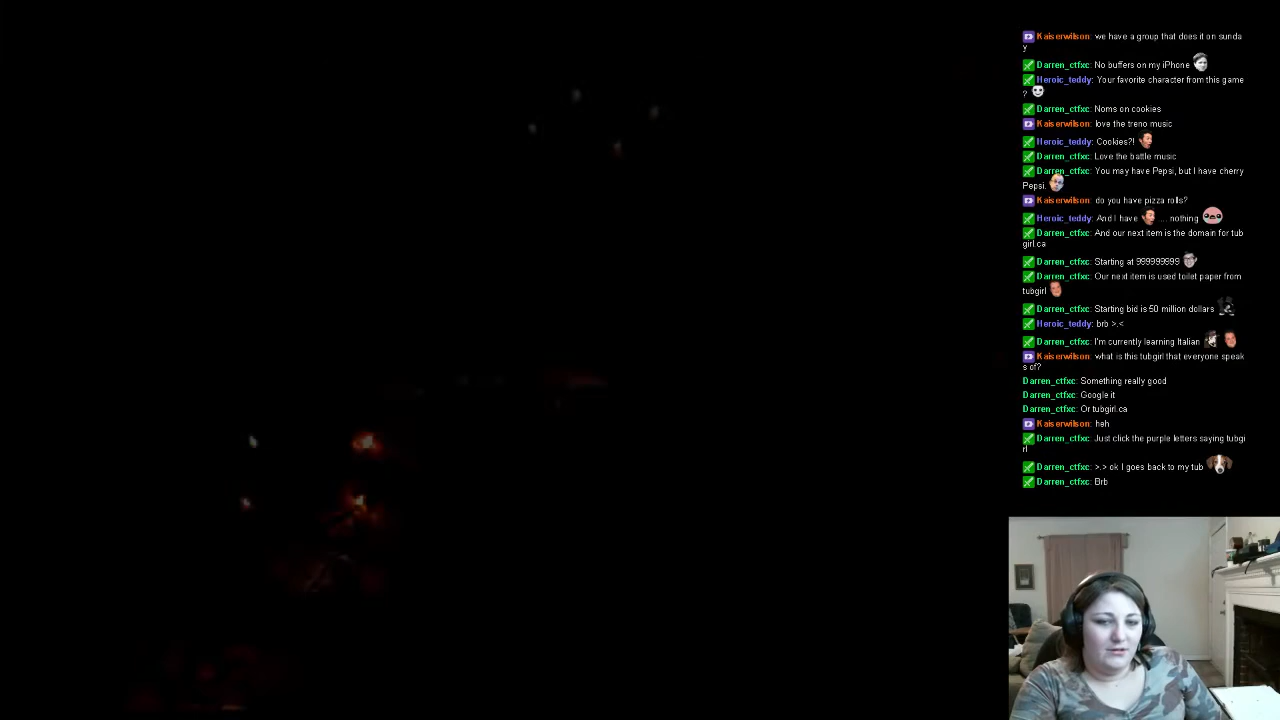 Kaiserwilson: we have a group that does it on sunda
y
Darren_ctfxc: No buffers on my iPhone
Heroic_teddy: Your favorite character from this game
?
Darren_ctfxc: Noms on cookies
Kaiserwilson: love the treno music
Heroic_teddy: Cookies?!
Darren_ctfxc: Love the battle music
Darren_ctfxc: You may have Pepsi, but I have cherry
Pepsi.
Kaiserwilson: do you have pizza rolls?
Heroic_teddy: And I have ... nothing
Darren_ctfxc: And our next item is the domain for tub
girl.ca
Darren_ctfxc: Starting at 999999999
Darren_ctfxc: Our next item is used toilet paper from
tubgirl
Darren_ctfxc: Starting bid is 50 million dollars
Heroic_teddy: brb >.<
Darren_ctfxc: I'm currently learning Italian
Kaiserwilson: what is this tubgirl that everyone speak
s of?
Darren_ctfxc: Something really good
Darren_ctfxc: Google it
Darren_ctfxc: Or tubgirl.ca
Kaiserwilson: heh
Darren_ctfxc: Just click the purple letters saying tubgi
rl
Darren_ctfxc: >.> ok I goes back to my tub
Darren_ctfxc: Brb